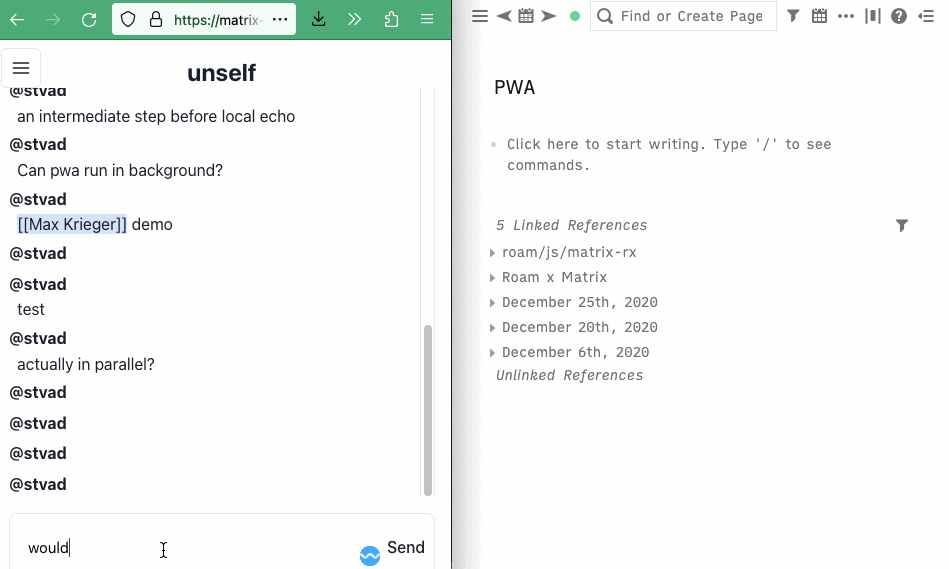 https://matrix-
unself
@stvad
an intermediate step before local echo
@stvad
Can pwa run in background?
@stvad
[[Max Krieger]] demo
@stvad
@stvad
test
@stvad
actually in parallel?
@stvad
@stvad
@stvad
@stvad
would
Send
Find or Create Page
PWA
Click here to start writing. Type '/' to see
commands.
5 Linked References
roam/js/matrix-rx
Roam x Matrix
December 25th, 2020
December 20th, 2020
December 6th, 2020
Unlinked References